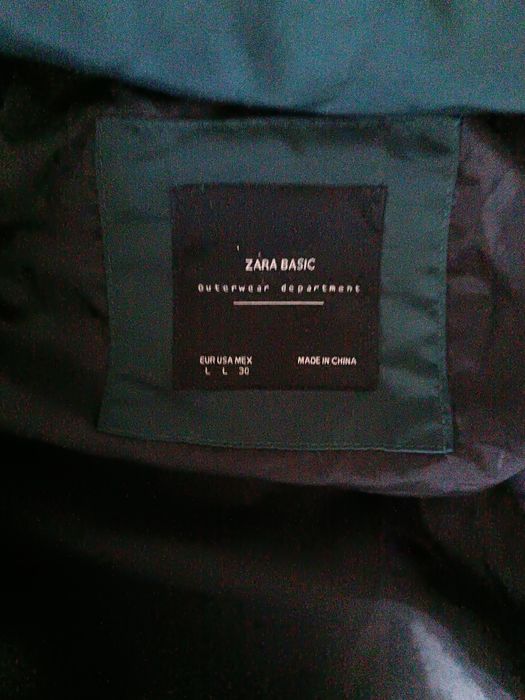 ZARA BASIC
Outerwear department
EUR USA MEX
L L 30
MADE IN CHINA